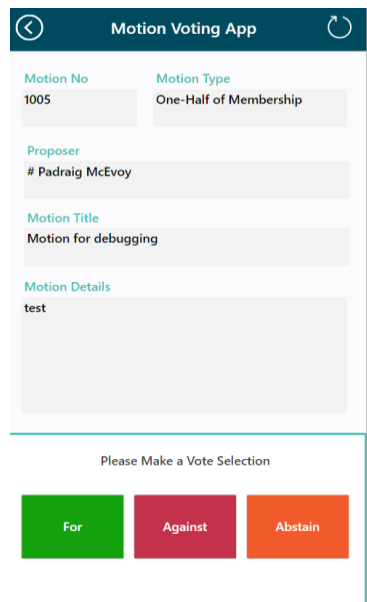 Motion Voting App
Motion No Motion Type
1005 One-Half of Membership
Proposer
# Padraig McEvoy
Motion Title
Motion for debugging
Motion Details
test
Please Make a Vote Selection
For Against Abstain